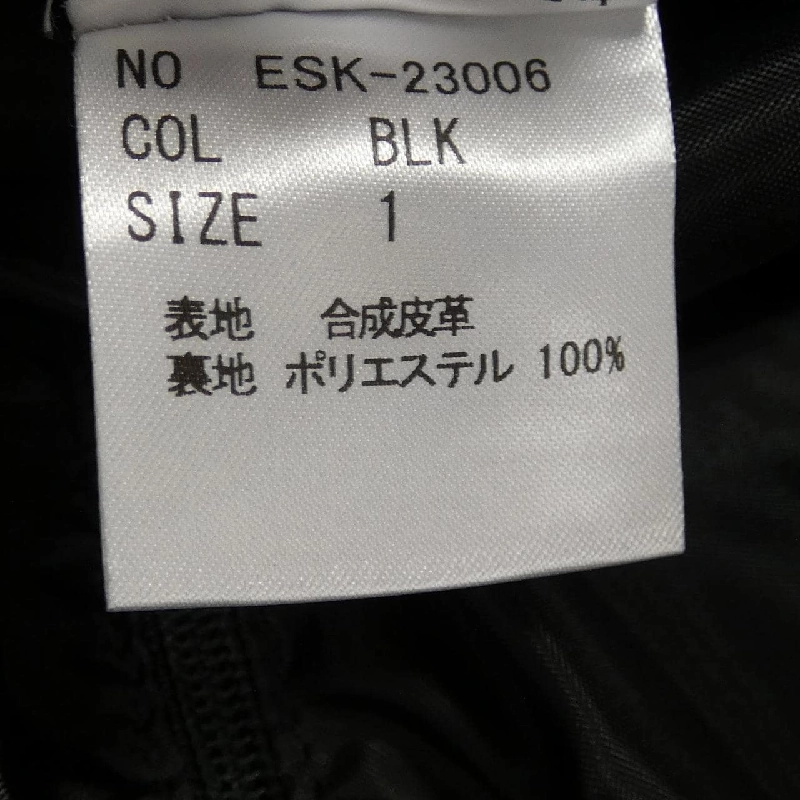 NO ESK-23006
COL BLK
SIZE 1
表地 合成皮革
裏地 ポリエステル 100%